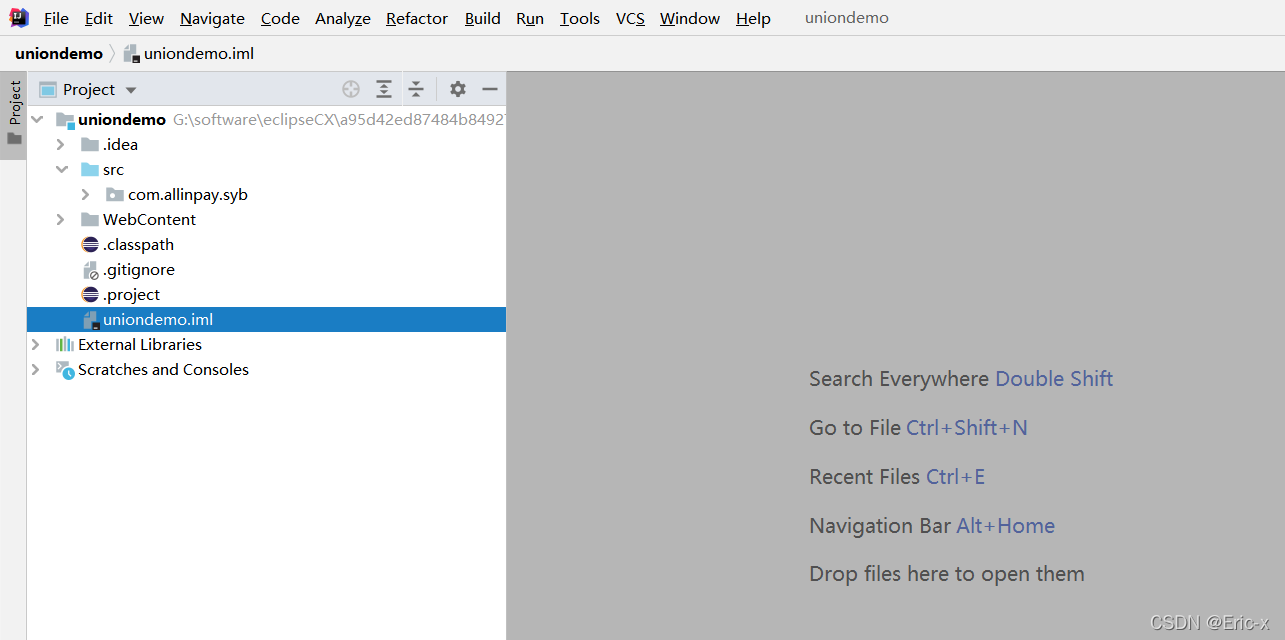 File Edit View Navigate Code Analyze Refactor Build Run Tools VCS Window Help uniondemo
uniondemo uniondemo.iml
Project
Project
uniondemo G:\software\eclipseCX\a95d42ed87484b8492
.idea
src
com.allinpay.syb
WebContent
.classpath
.gitignore
.project
uniondemo.iml
External Libraries
Scratches and Consoles
Search Everywhere Double Shift
Go to File Ctrl+Shift+N
Recent Files Ctrl+E
Navigation Bar Alt+Home
Drop files here to open them
CSDN @Eric-x